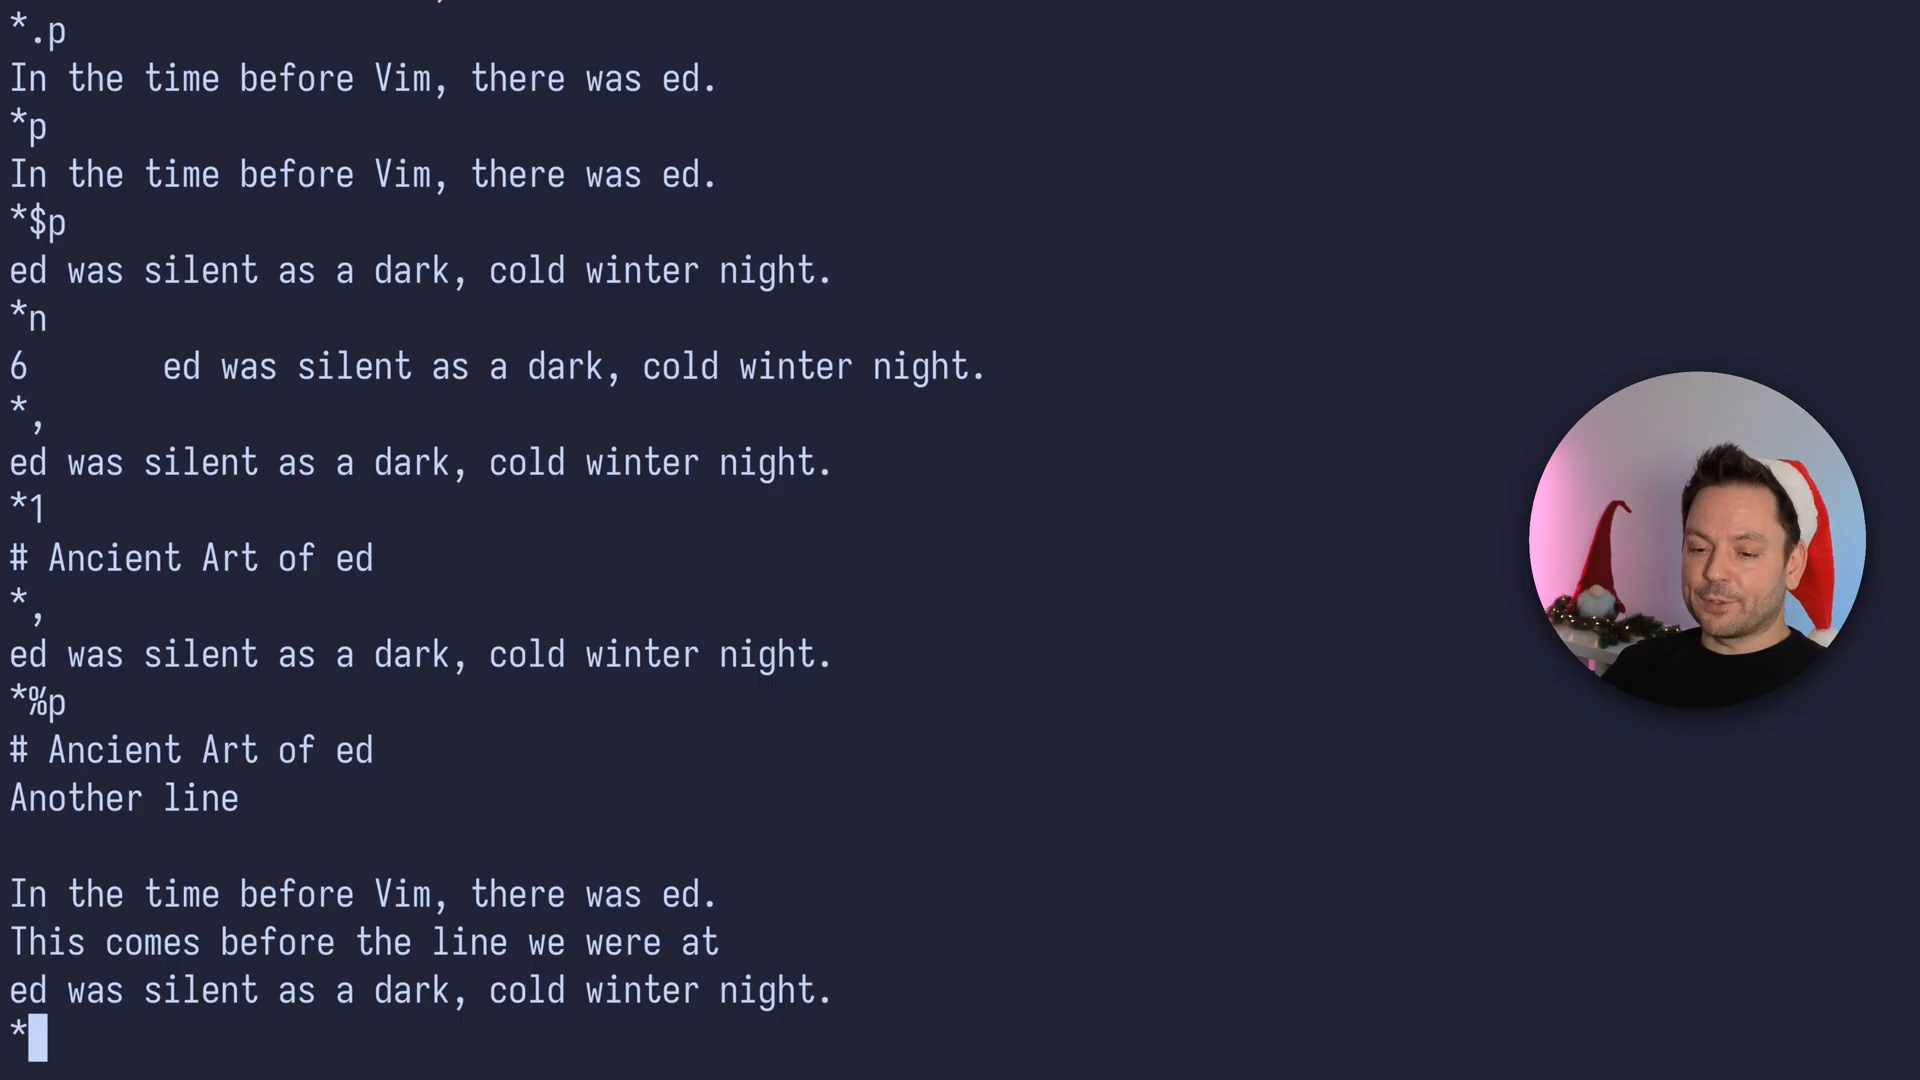 *.p
In the time before Vim, there was ed.
*p
In the time before Vim, there was ed.
*$p
ed was silent as a dark, cold winter night.
*n
6       ed was silent as a dark, cold winter night.
*,
ed was silent as a dark, cold winter night.
*1
# Ancient Art of ed
*,
ed was silent as a dark, cold winter night.
*%p
# Ancient Art of ed
Another line

In the time before Vim, there was ed.
This comes before the line we were at
ed was silent as a dark, cold winter night.
*